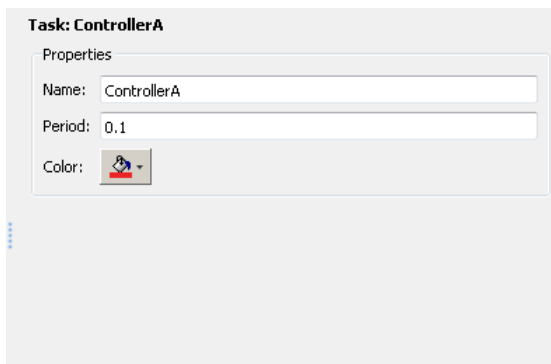 Task: ControllerA
Properties
Name: ControllerA
Period: 0.1
Color: